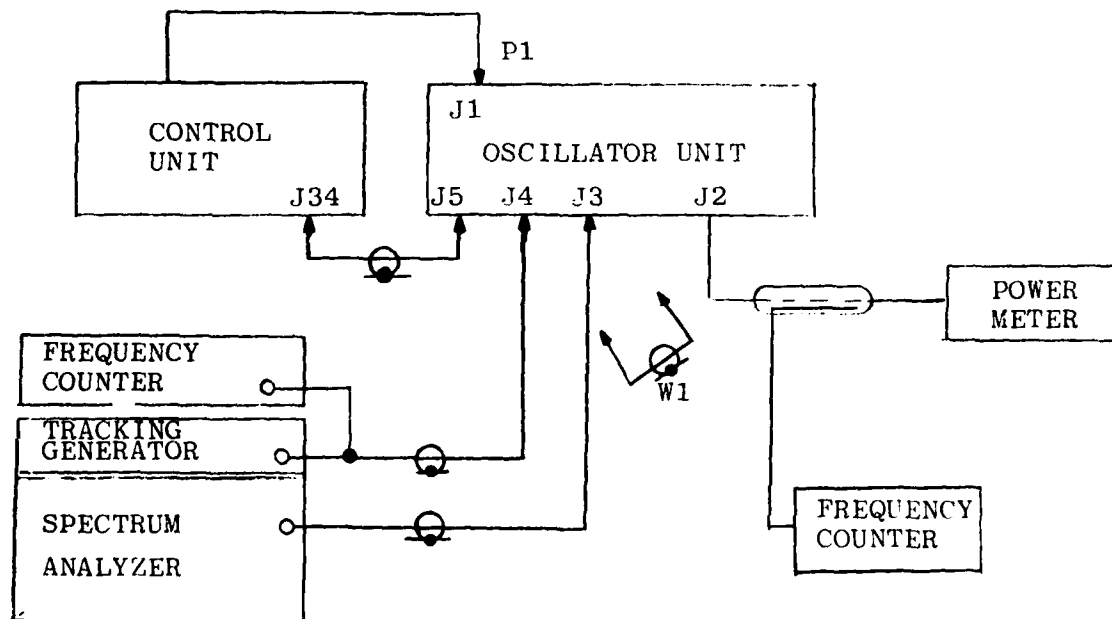 P1
J1
CONTROL
UNIT
OSCILLATOR UNIT
J34
J5 J4 J3 J2
POWER
METER
FREQUENCY
COUNTER
W1
TRACKING
GENERATOR
SPECTRUM
ANALYZER
FREQUENCY
COUNTER